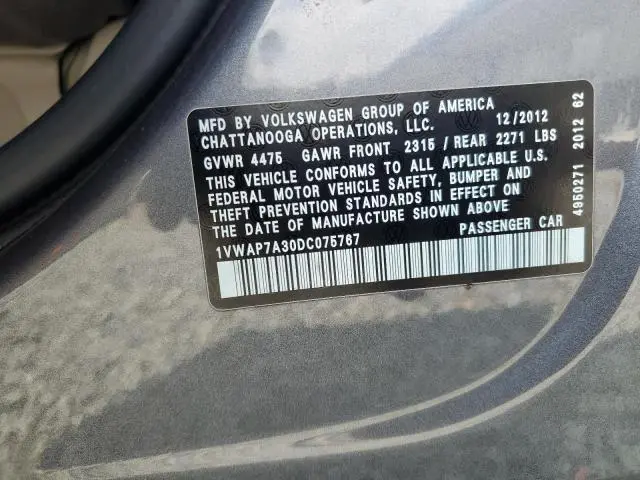 MFD BY VOLKSWAGEN GROUP OF AMERICA
CHATTANOOGA OPERATIONS, LLC. 12/2012
GVWR 4475 GAWR FRONT 2315 / REAR 2271 LBS
THIS VEHICLE CONFORMS TO ALL APPLICABLE U.S.
FEDERAL MOTOR VEHICLE SAFETY, BUMPER AND
THEFT PREVENTION STANDARDS IN EFFECT ON
THE DATE OF MANUFACTURE SHOWN ABOVE
1VWAP7A30DC075767 PASSENGER CAR
4950271 2012 62